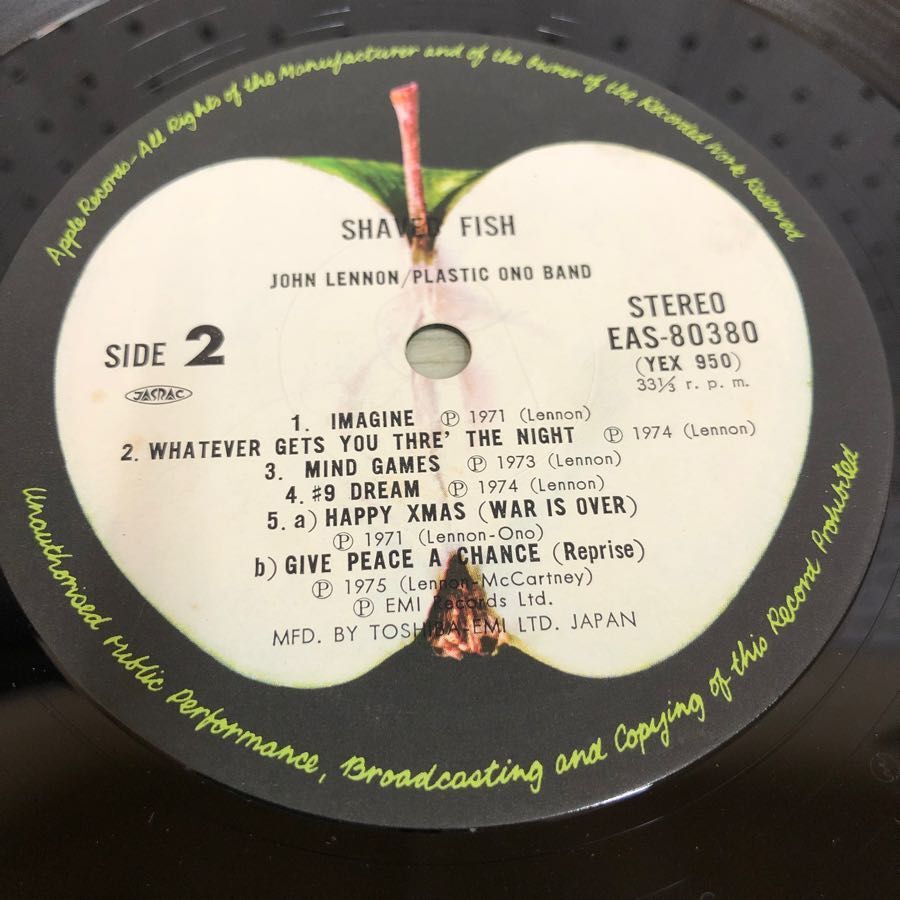 Apple Records-All Rights of the Manufacturer and of the Owner of the Recorded Work Reserved
SHAVED FISH
JOHN LENNON/PLASTIC ONO BAND
STEREO
EAS-80380
(YEX 950)
33⅓ r. p. m.
SIDE 2
JASRAC
1. IMAGINE ℗ 1971 (Lennon)
2. WHATEVER GETS YOU THRE' THE NIGHT ℗ 1974 (Lennon)
3. MIND GAMES ℗ 1973 (Lennon)
4. #9 DREAM ℗ 1974 (Lennon)
5. a) HAPPY XMAS (WAR IS OVER)
℗ 1971 (Lennon-Ono)
b) GIVE PEACE A CHANCE (Reprise)
℗ 1975 (Lennon-McCartney)
℗ EMI Records Ltd.
MFD. BY TOSHIBA-EMI LTD. JAPAN
Unauthorised Public Performance, Broadcasting and Copying of this Record Prohibited